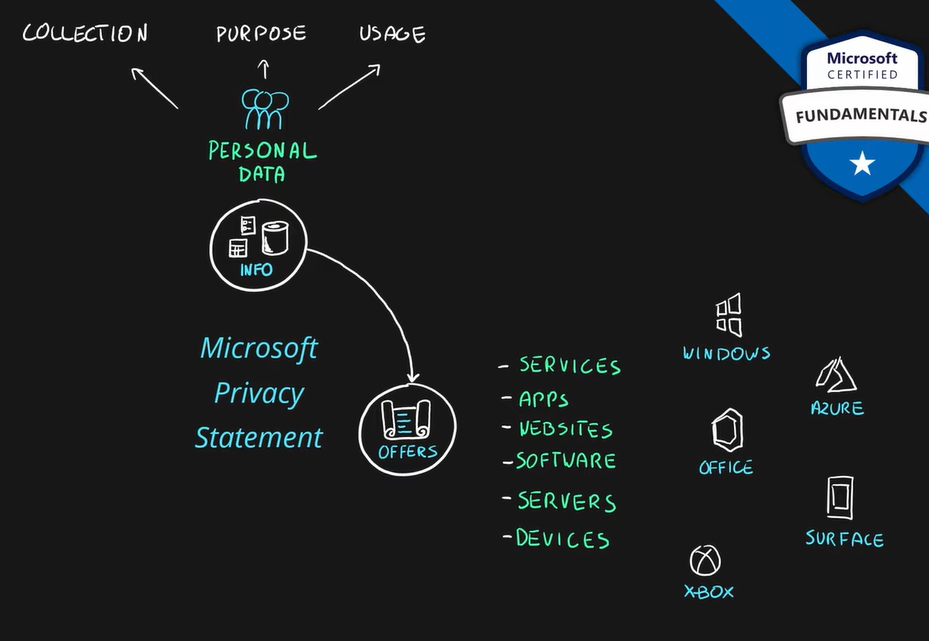 COLLECTION PURPOSE USAGE
Microsoft
CERTIFIED
FUNDAMENTALS
PERSONAL
DATA
INFO
Microsoft
Privacy
Statement
OFFERS
- SERVICES
- APPS
- WEBSITES
- SOFTWARE
- SERVERS
- DEVICES
WINDOWS
AZURE
OFFICE
SURFACE
X-BOX